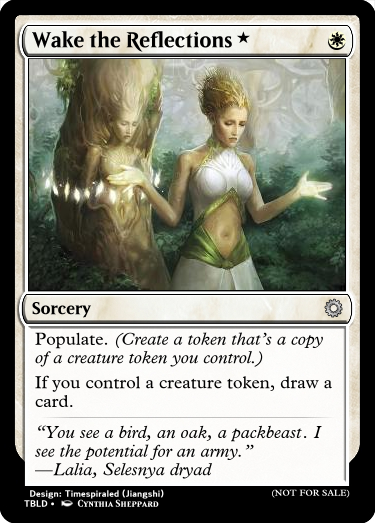 Wake the Reflections ★
Sorcery
Populate. (Create a token that's a copy
of a creature token you control.)
If you control a creature token, draw a
card.
"You see a bird, an oak, a packbeast. I
see the potential for an army."
—Lalia, Selesnya dryad
Design: Timespiraled (Jiangshi)
(NOT FOR SALE)
TBLD • Cynthia Sheppard